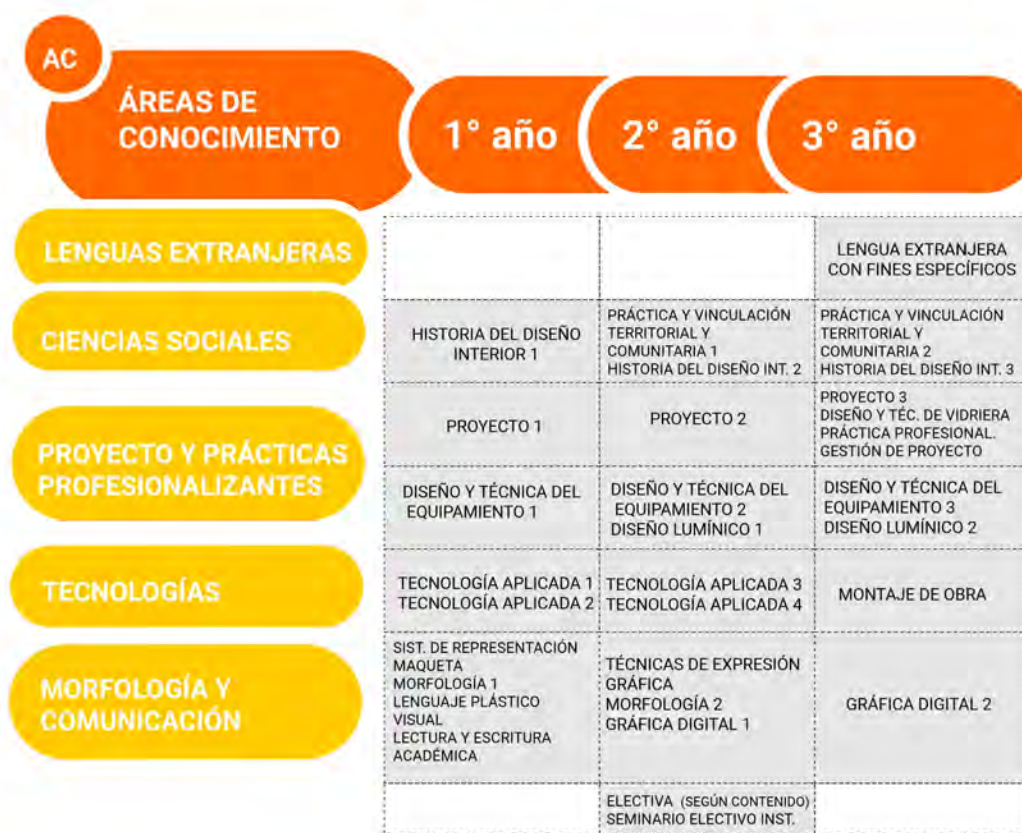 AC
ÁREAS DE
CONOCIMIENTO
1° año
2° año
3° año
LENGUAS EXTRANJERAS
LENGUA EXTRANJERA
CON FINES ESPECÍFICOS
CIENCIAS SOCIALES
HISTORIA DEL DISEÑO
INTERIOR 1
PRÁCTICA Y VINCULACIÓN
TERRITORIAL Y
COMUNITARIA 1
HISTORIA DEL DISEÑO INT. 2
PRÁCTICA Y VINCULACIÓN
TERRITORIAL Y
COMUNITARIA 2
HISTORIA DEL DISEÑO INT. 3
PROYECTO Y PRÁCTICAS
PROFESIONALIZANTES
PROYECTO 1
PROYECTO 2
PROYECTO 3
DISEÑO Y TÉC. DE VIDRIERA
PRÁCTICA PROFESIONAL.
GESTIÓN DE PROYECTO
DISEÑO Y TÉCNICA DEL
EQUIPAMIENTO 1
DISEÑO Y TÉCNICA DEL
EQUIPAMIENTO 2
DISEÑO LUMÍNICO 1
DISEÑO Y TÉCNICA DEL
EQUIPAMIENTO 3
DISEÑO LUMÍNICO 2
TECNOLOGÍAS
TECNOLOGÍA APLICADA 1
TECNOLOGÍA APLICADA 2
TECNOLOGÍA APLICADA 3
TECNOLOGÍA APLICADA 4
MONTAJE DE OBRA
MORFOLOGÍA Y
COMUNICACIÓN
SIST. DE REPRESENTACIÓN
MAQUETA
MORFOLOGÍA 1
LENGUAJE PLÁSTICO
VISUAL
LECTURA Y ESCRITURA
ACADÉMICA
TÉCNICAS DE EXPRESIÓN
GRÁFICA
MORFOLOGÍA 2
GRÁFICA DIGITAL 1
GRÁFICA DIGITAL 2
ELECTIVA (SEGÚN CONTENIDO)
SEMINARIO ELECTIVO INST.